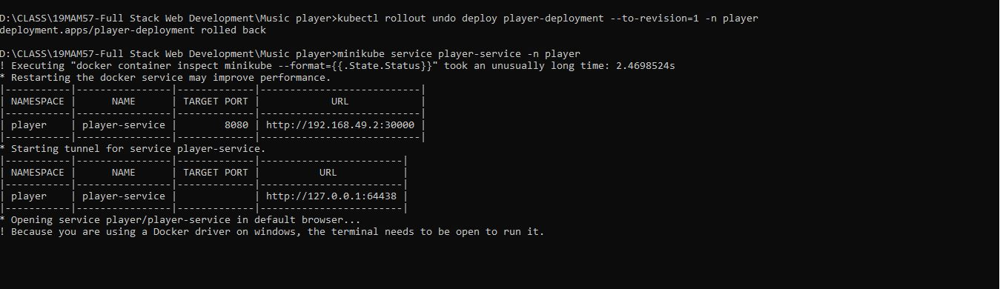 D:\CLASS\19MAM57-Full Stack Web Development\Music player>kubectl rollout undo deploy player-deployment --to-revision=1 -n player
deployment.apps/player-deployment rolled back
D:\CLASS\19MAM57-Full Stack Web Development\Music player>minikube service player-service -n player
! Executing "docker container inspect minikube --format={{.State.Status}}" took an unusually long time: 2.4698524s
* Restarting the docker service may improve performance.
|-----------|----------------|-------------|---------------------------|
| NAMESPACE |      NAME      | TARGET PORT |            URL            |
|-----------|----------------|-------------|---------------------------|
| player    | player-service |        8080 | http://192.168.49.2:30000 |
|-----------|----------------|-------------|---------------------------|
* Starting tunnel for service player-service.
|-----------|----------------|-------------|------------------------|
| NAMESPACE |      NAME      | TARGET PORT |          URL           |
|-----------|----------------|-------------|------------------------|
| player    | player-service |             | http://127.0.0.1:64438 |
|-----------|----------------|-------------|------------------------|
* Opening service player/player-service in default browser...
! Because you are using a Docker driver on windows, the terminal needs to be open to run it.